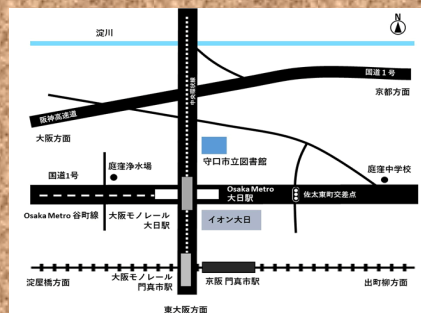 N
淀川
中央環状線
国道1号
阪神高速道
京都方面
大阪方面
守口市立図書館
庭窪浄水場
庭窪中学校
国道1号
Osaka Metro
大日駅
佐太東町交差点
Osaka Metro 谷町線
大阪モノレール
大日駅
イオン大日
大阪モノレール
門真市駅
京阪 門真市駅
淀屋橋方面
出町柳方面
東大阪方面